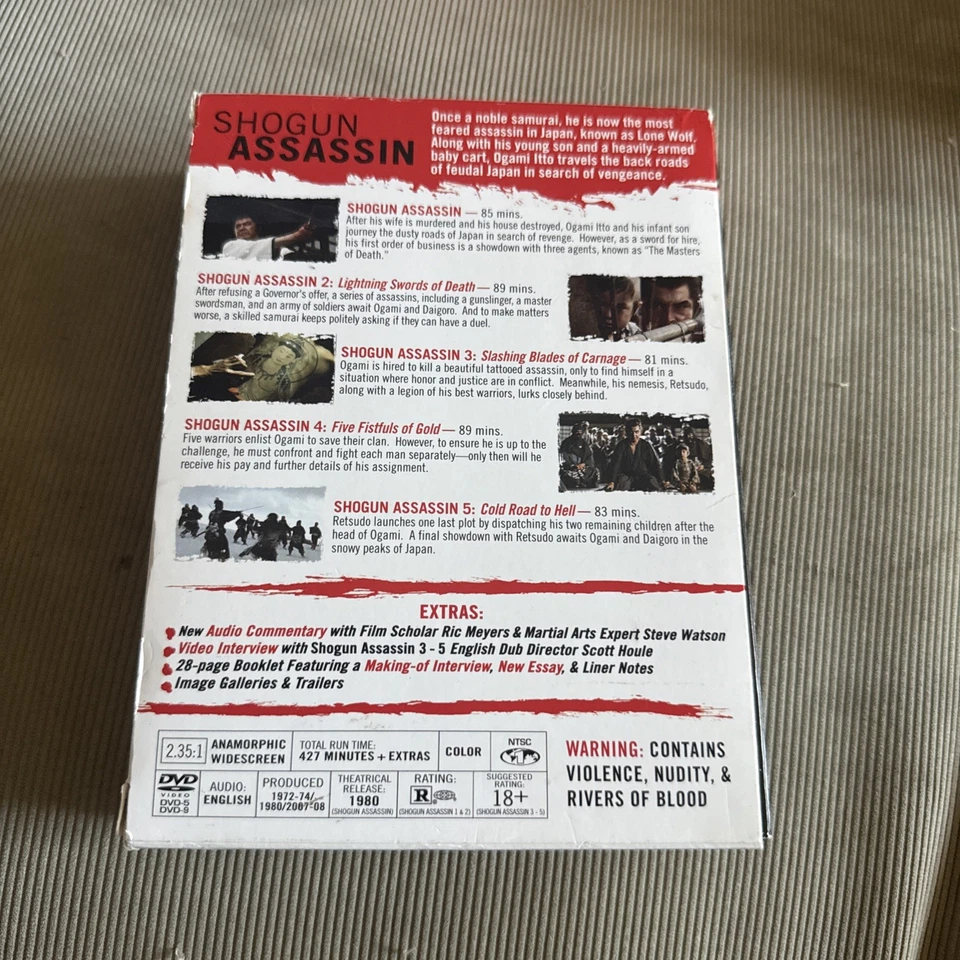 SHOGUN
ASSASSIN
Once a noble samurai, he is now the most
feared assassin in Japan, known as Lone Wolf.
Along with his young son and a heavily-armed
baby cart, Ogami Itto travels the back roads
of feudal Japan in search of vengeance.
SHOGUN ASSASSIN — 85 mins.
After his wife is murdered and his house destroyed, Ogami Itto and his infant son
journey the dusty roads of Japan in search of revenge. However, as a sword for hire,
his first order of business is a showdown with three agents, known as "The Masters
of Death."
SHOGUN ASSASSIN 2: Lightning Swords of Death — 89 mins.
After refusing a Governor's offer, a series of assassins, including a gunslinger, a master
swordsman, and an army of soldiers await Ogami and Daigoro. And to make matters
worse, a skilled samurai keeps politely asking if they can have a duel.
SHOGUN ASSASSIN 3: Slashing Blades of Carnage — 81 mins.
Ogami is hired to kill a beautiful tattooed assassin, only to find himself in a
situation where honor and justice are in conflict. Meanwhile, his nemesis, Retsudo,
along with a legion of his best warriors, lurks closely behind.
SHOGUN ASSASSIN 4: Five Fistfuls of Gold — 89 mins.
Five warriors enlist Ogami to save their clan. However, to ensure he is up to the
challenge, he must confront and fight each man separately—only then will he
receive his pay and further details of his assignment.
SHOGUN ASSASSIN 5: Cold Road to Hell — 83 mins.
Retsudo launches one last plot by dispatching his two remaining children after the
head of Ogami. A final showdown with Retsudo awaits Ogami and Daigoro in the
snowy peaks of Japan.
EXTRAS:
New Audio Commentary with Film Scholar Ric Meyers & Martial Arts Expert Steve Watson
Video Interview with Shogun Assassin 3 - 5 English Dub Director Scott Houle
28-page Booklet Featuring a Making-of Interview, New Essay, & Liner Notes
Image Galleries & Trailers
2.35:1 ANAMORPHIC
WIDESCREEN
TOTAL RUN TIME:
427 MINUTES + EXTRAS
COLOR
NTSC
1
DVD
VIDEO
DVD-5
DVD-9
AUDIO:
ENGLISH
PRODUCED
1972-74/
1980/2007-08
THEATRICAL
RELEASE:
1980
(SHOGUN ASSASSIN)
RATING:
R
(SHOGUN ASSASSIN 1 & 2)
SUGGESTED
RATING:
18+
(SHOGUN ASSASSIN 3 - 5)
WARNING: CONTAINS
VIOLENCE, NUDITY, &
RIVERS OF BLOOD